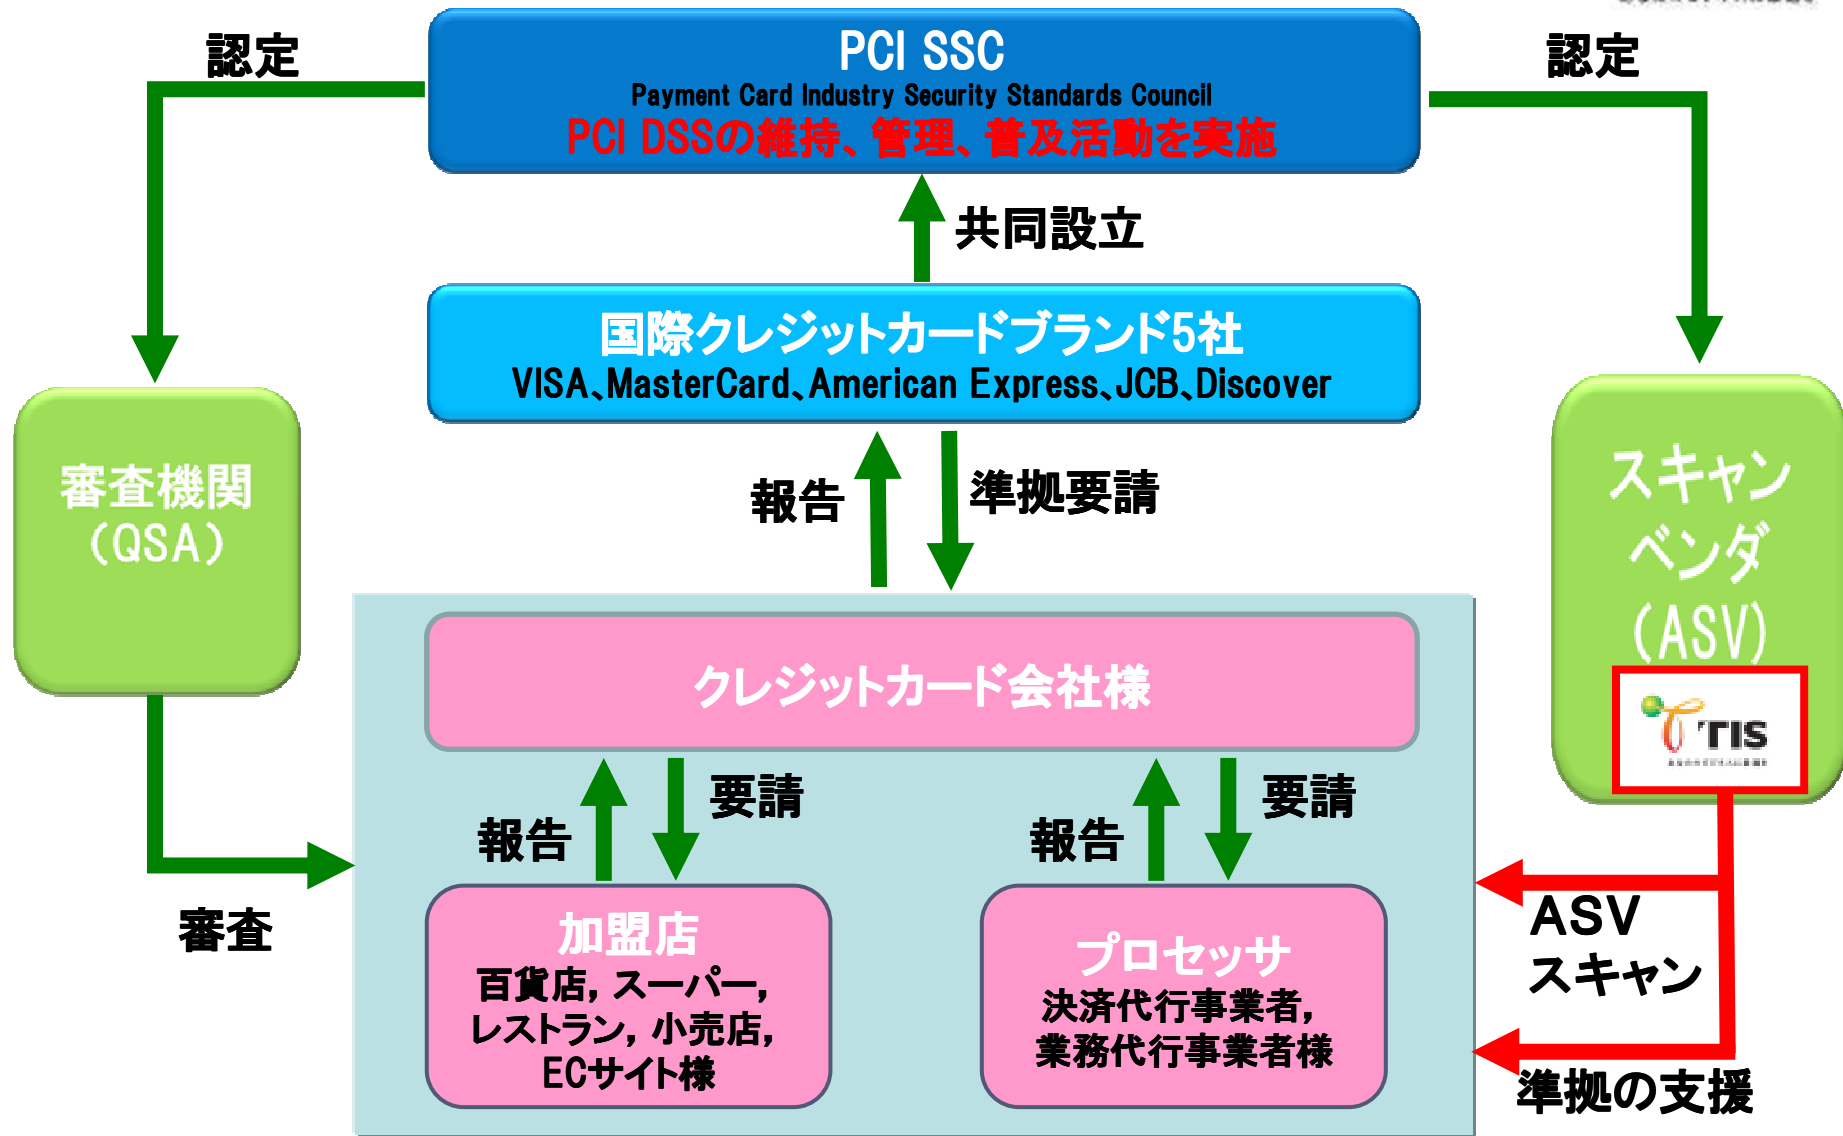 認定
PCI SSC
Payment Card Industry Security Standards Council
PCI DSSの維持、管理、普及活動を実施
認定
共同設立
国際クレジットカードブランド5社
VISA、MasterCard、American Express、JCB、Discover
審査機関
（QSA）
報告
準拠要請
スキャン
ベンダ
(ASV)
TIS
クレジットカード会社様
報告
要請
報告
要請
審査
加盟店
百貨店, スーパー,
レストラン, 小売店,
ECサイト様
プロセッサ
決済代行事業者,
業務代行事業者様
ASV
スキャン
準拠の支援